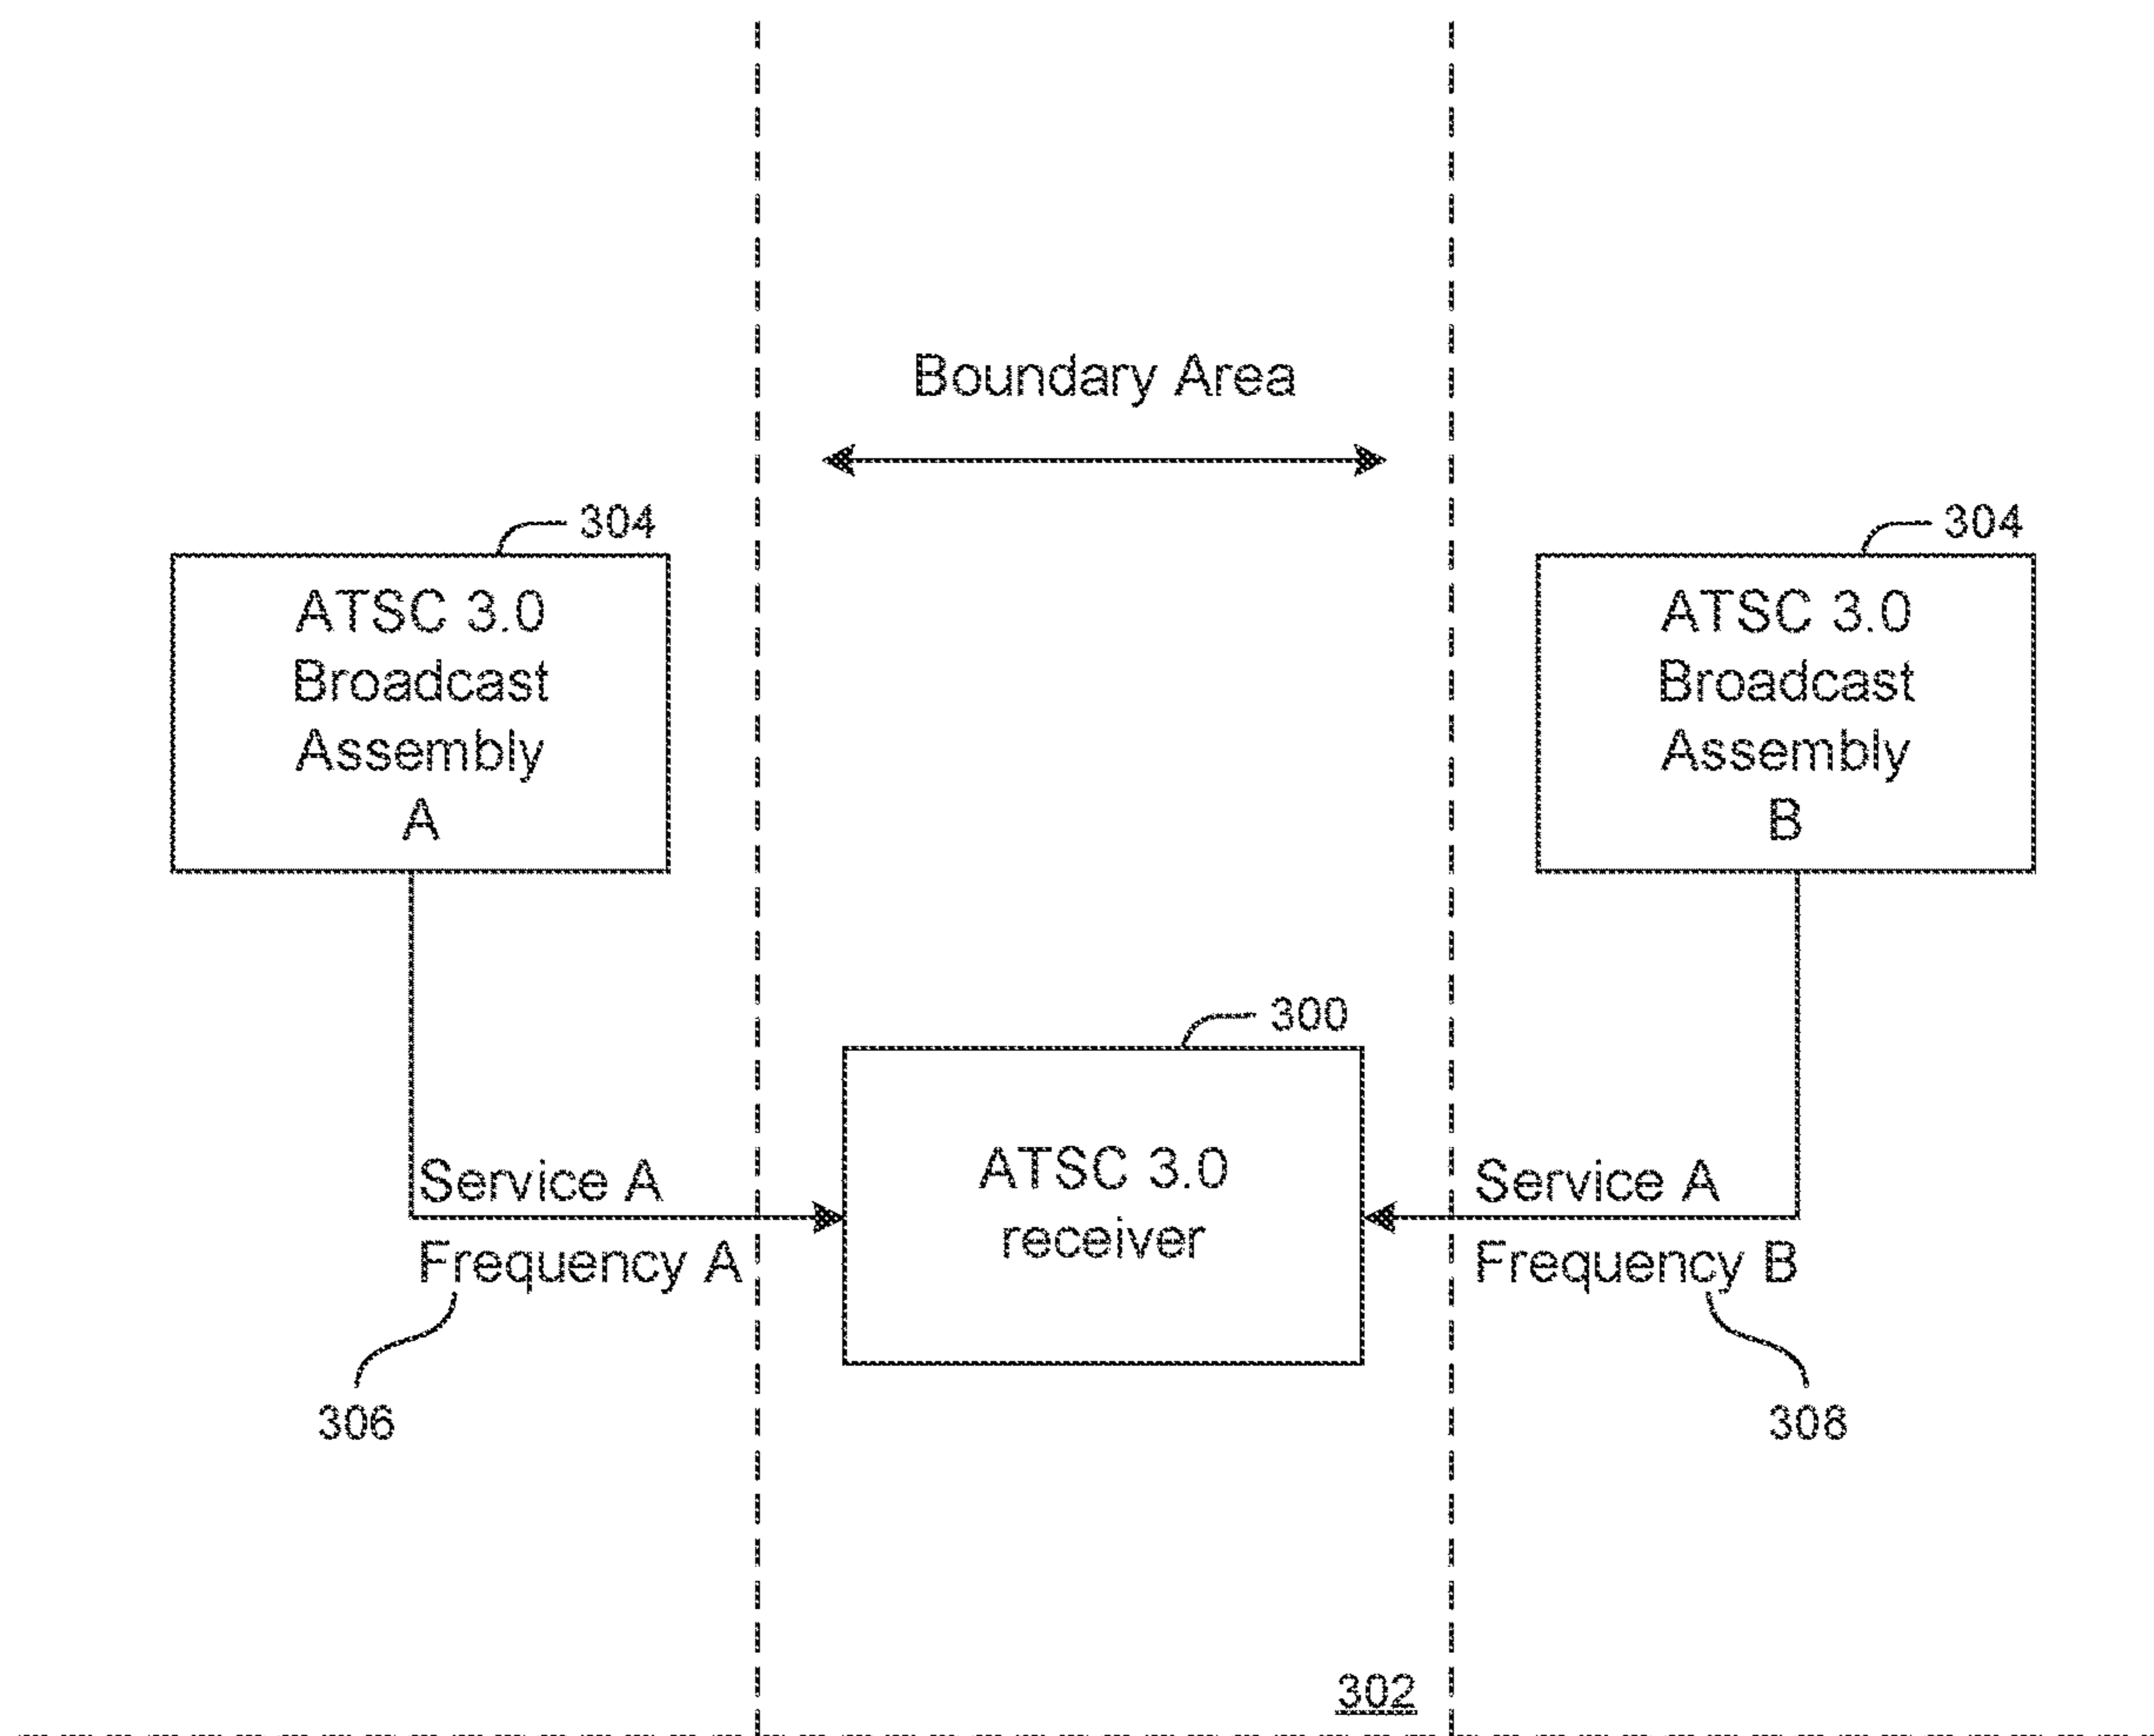 Boundary Area
304
304
ATSC 3.0
Broadcast
Assembly
A
ATSC 3.0
Broadcast
Assembly
B
300
ATSC 3.0
receiver
Service A
Frequency A
Service A
Frequency B
306
308
302